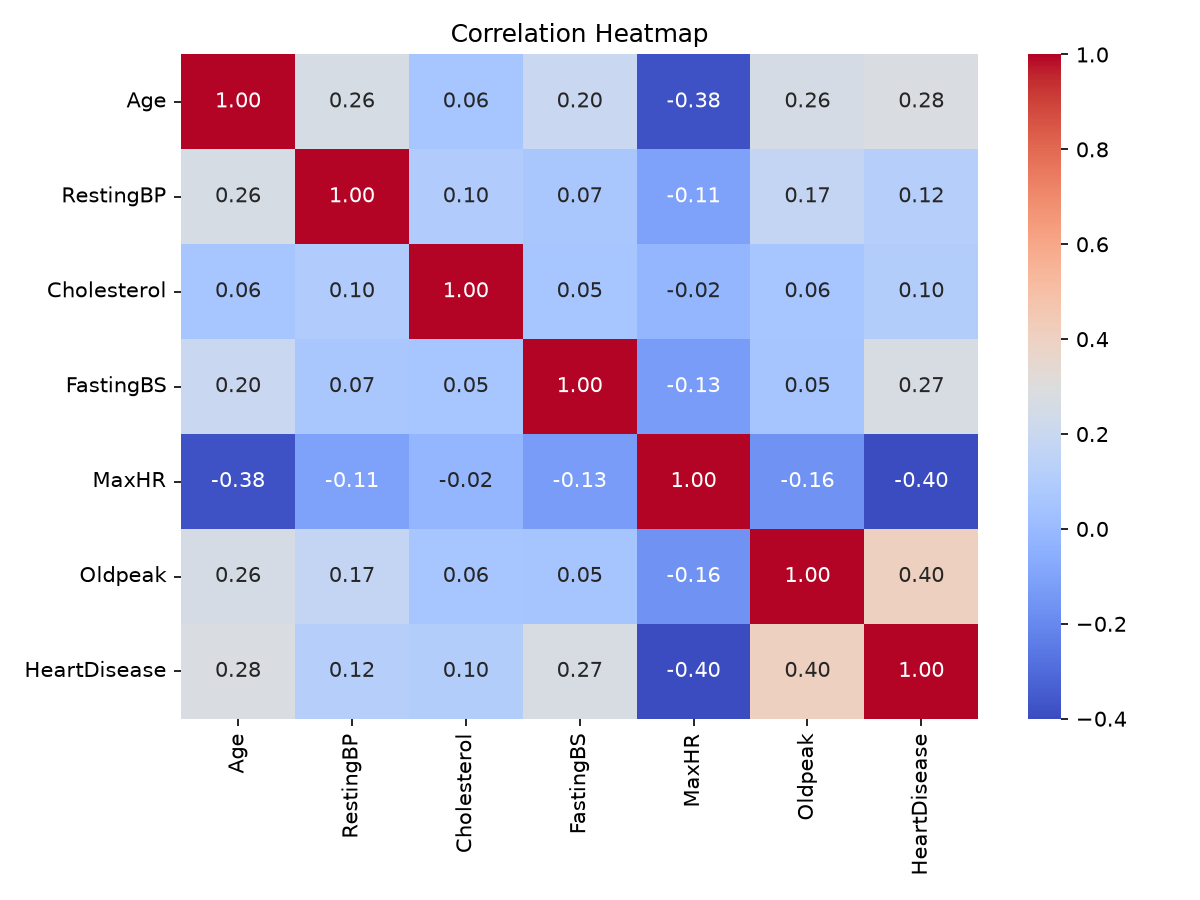 Correlation Heatmap
Age 1.00 0.26 0.06 0.20 -0.38 0.26 0.28
RestingBP 0.26 1.00 0.10 0.07 -0.11 0.17 0.12
Cholesterol 0.06 0.10 1.00 0.05 -0.02 0.06 0.10
FastingBS 0.20 0.07 0.05 1.00 -0.13 0.05 0.27
MaxHR -0.38 -0.11 -0.02 -0.13 1.00 -0.16 -0.40
Oldpeak 0.26 0.17 0.06 0.05 -0.16 1.00 0.40
HeartDisease 0.28 0.12 0.10 0.27 -0.40 0.40 1.00
Age RestingBP Cholesterol FastingBS MaxHR Oldpeak HeartDisease
1.0
0.8
0.6
0.4
0.2
0.0
−0.2
−0.4